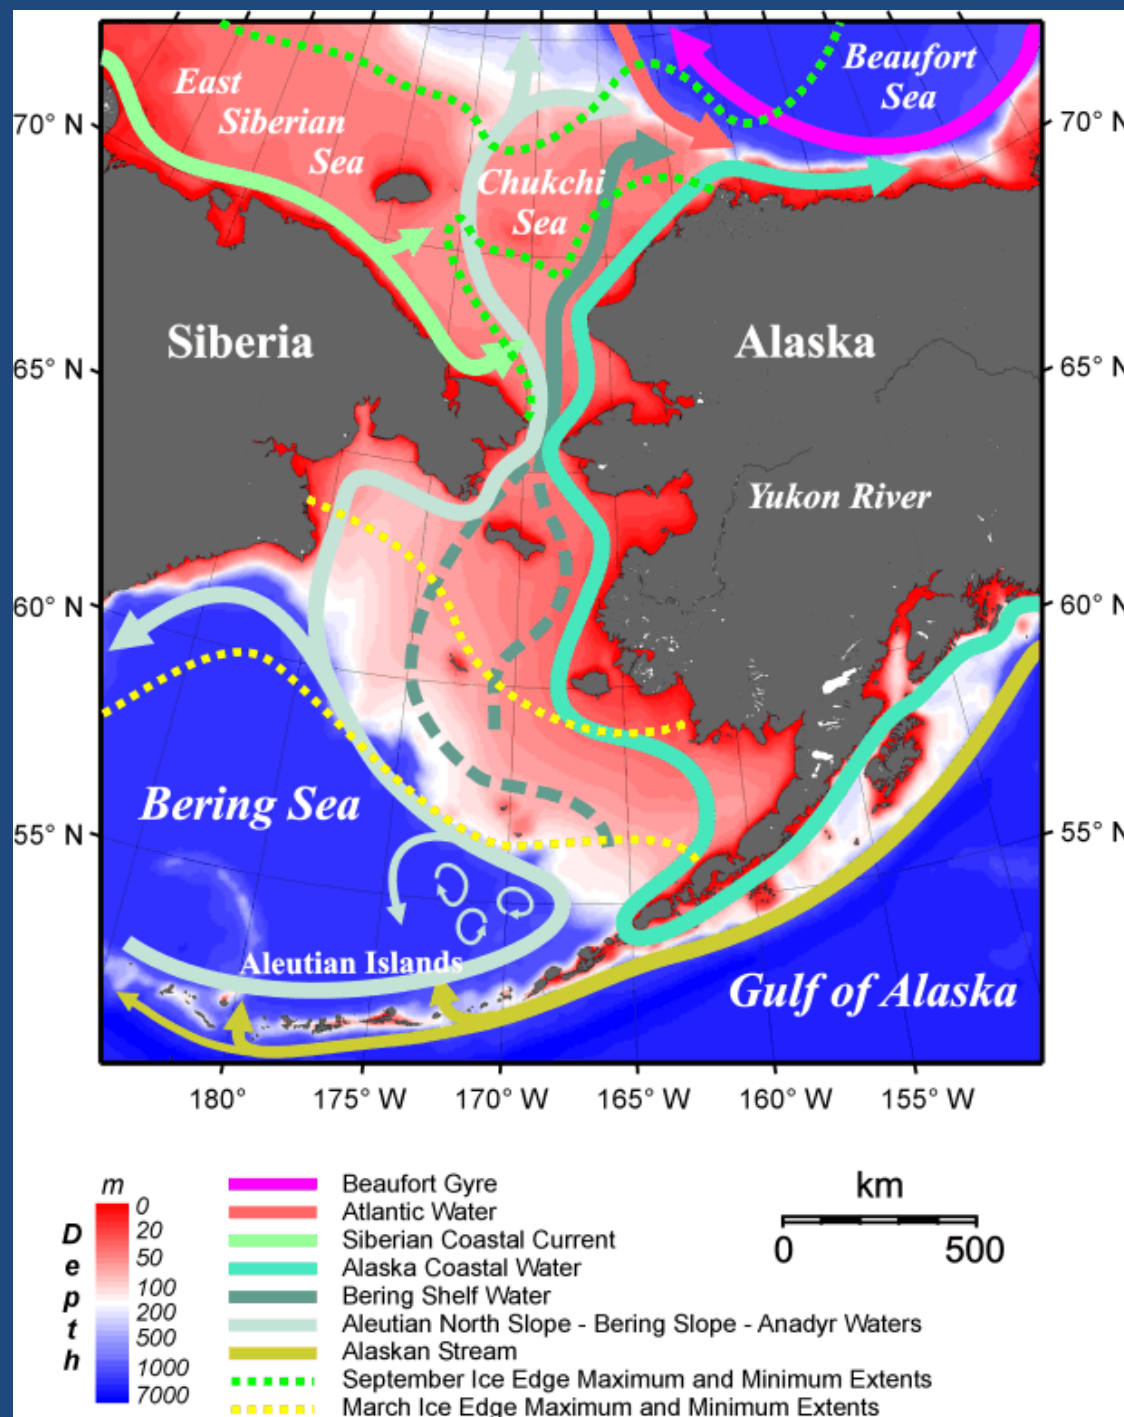 East
Siberian
Sea
Beaufort
Sea
70° N
70° N
Chukchi
Sea
Siberia
Alaska
65° N
65° N
Yukon River
60° N
60° N
Bering Sea
55° N
55° N
Aleutian Islands
Gulf of Alaska
180°
175° W
170° W
165° W
160° W
155° W
Depth
m
0
20
50
100
200
500
1000
7000
Beaufort Gyre
Atlantic Water
Siberian Coastal Current
Alaska Coastal Water
Bering Shelf Water
Aleutian North Slope - Bering Slope - Anadyr Waters
Alaskan Stream
September Ice Edge Maximum and Minimum Extents
March Ice Edge Maximum and Minimum Extents
km
0 500